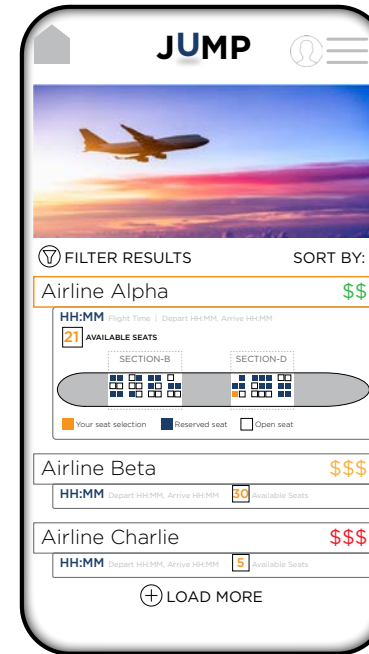 JUMP
FILTER RESULTS SORT BY:
Airline Alpha $$
HH:MM Flight Time | Depart HH:MM, Arrive HH:MM
21 AVAILABLE SEATS
SECTION-B SECTION-D
Your seat selection Reserved seat Open seat
Airline Beta $$$
HH:MM Depart HH:MM, Arrive HH:MM 30 Available Seats
Airline Charlie $$$
HH:MM Depart HH:MM, Arrive HH:MM 5 Available Seats
LOAD MORE